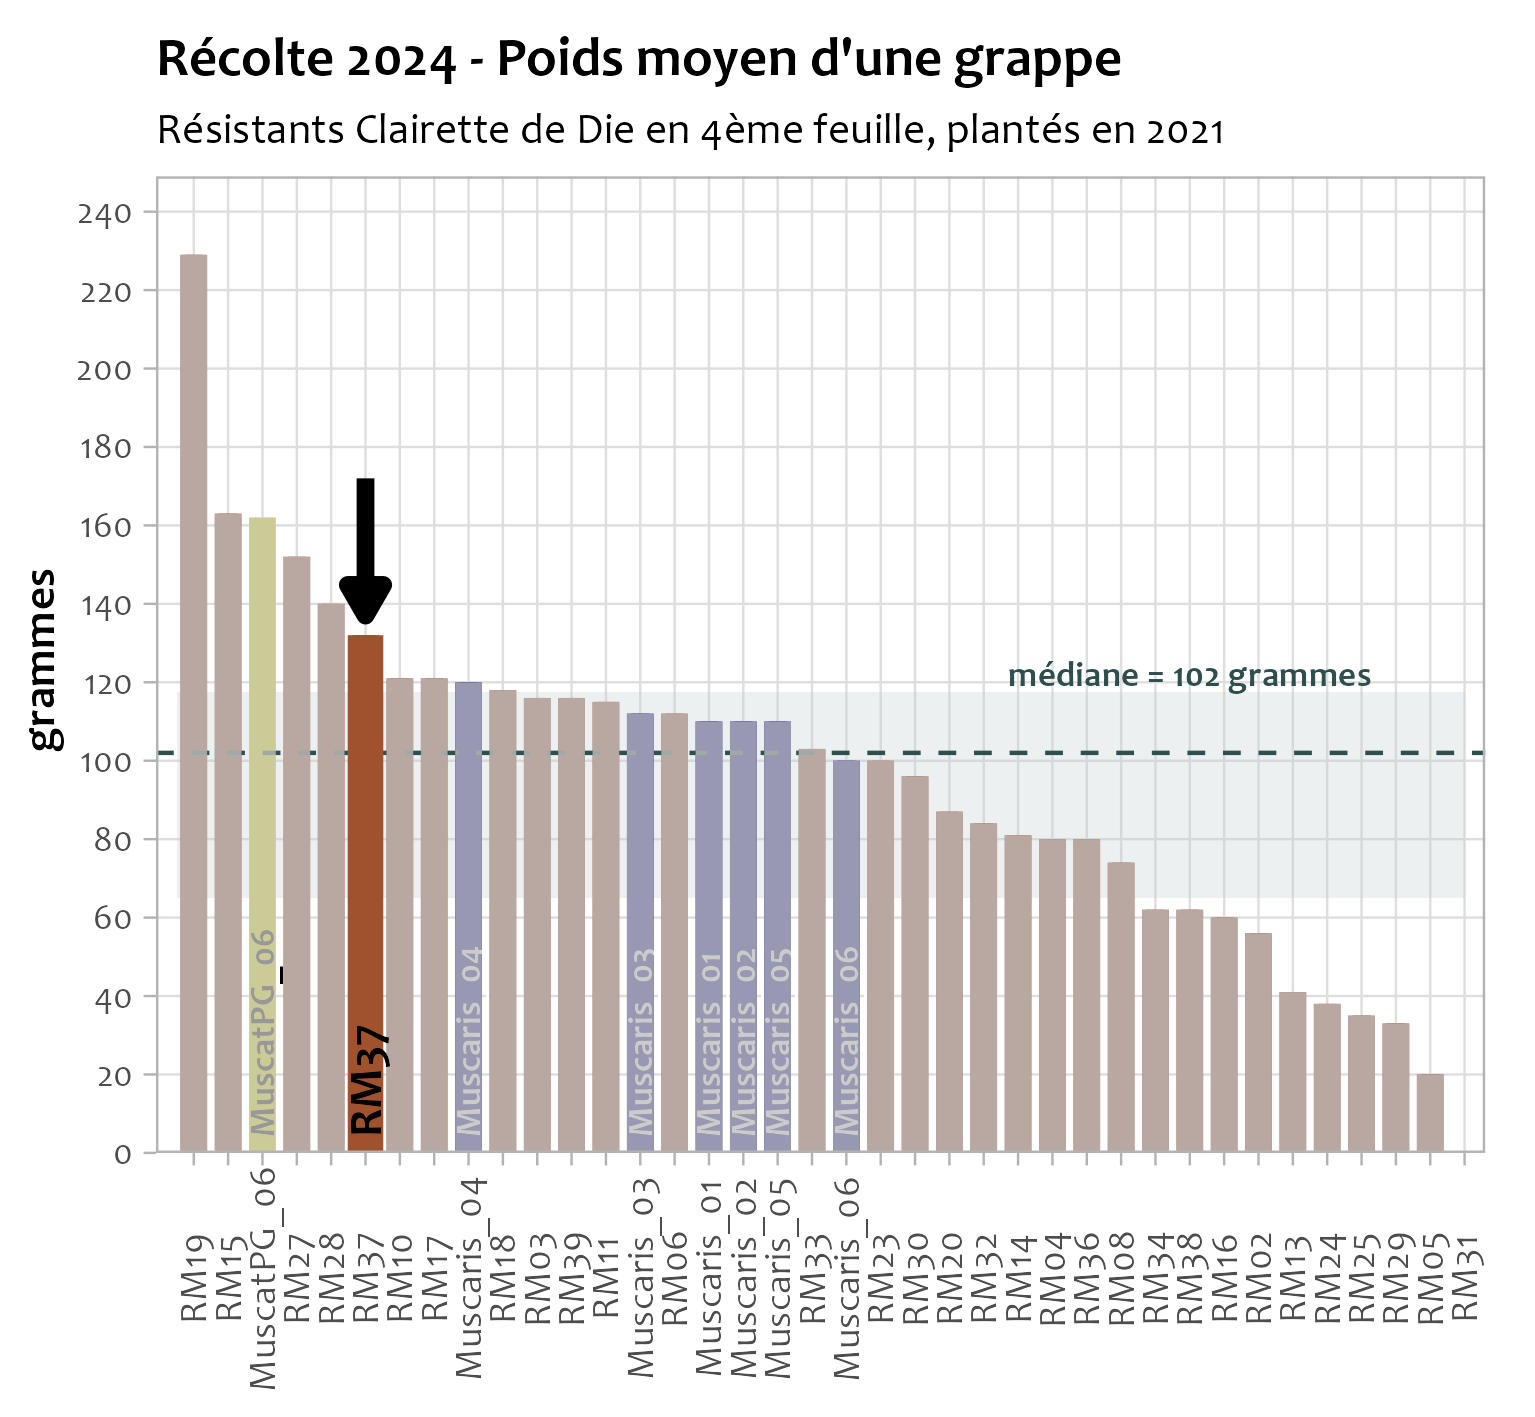 Récolte 2024 - Poids moyen d'une grappe
Résistants Clairette de Die en 4ème feuille, plantés en 2021
grammes
240
220
200
180
160
140
120
100
80
60
40
20
0
médiane = 102 grammes
MuscatPG_06
RM37
Muscaris_04
Muscaris_03
Muscaris_01
Muscaris_02
Muscaris_05
Muscaris_06
RM19
RM15
MuscatPG_06
RM27
RM28
RM37
RM10
RM17
Muscaris_04
RM18
RM03
RM39
RM11
Muscaris_03
RM06
Muscaris_01
Muscaris_02
Muscaris_05
RM33
Muscaris_06
RM23
RM30
RM20
RM32
RM14
RM04
RM36
RM08
RM34
RM38
RM16
RM02
RM13
RM24
RM25
RM29
RM05
RM31